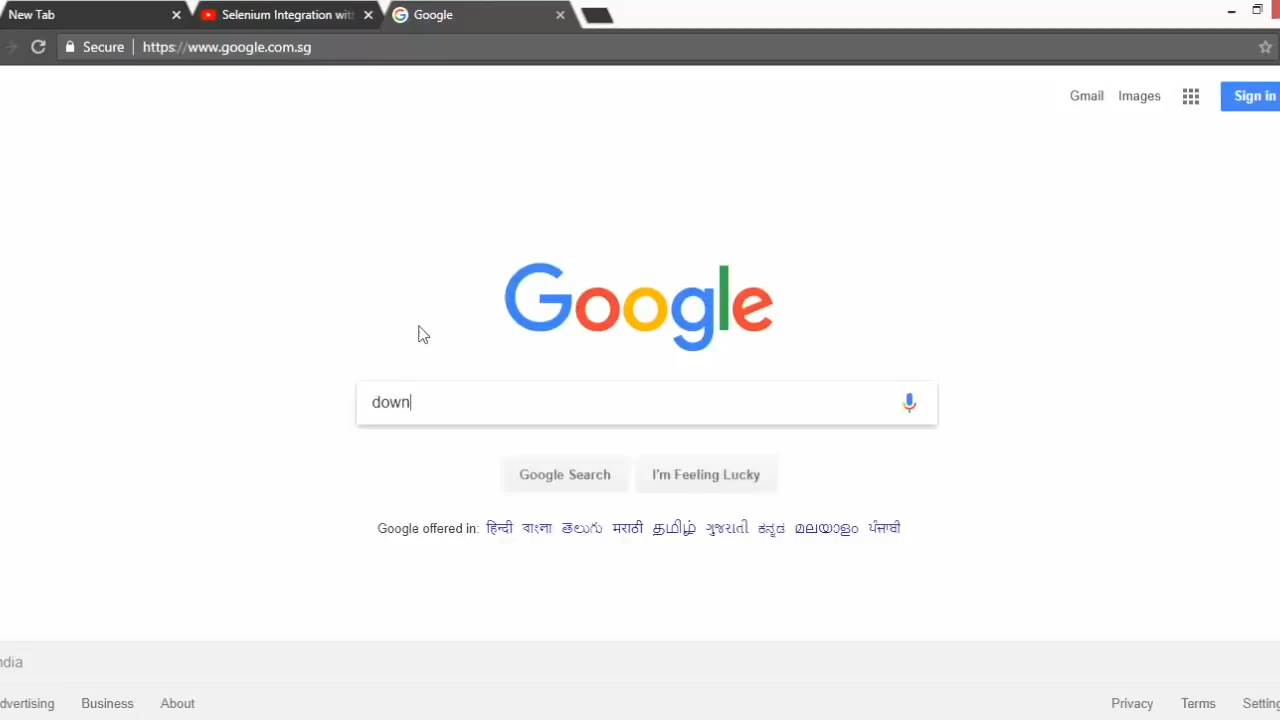 New Tab
Selenium Integration with
Google
Secure
https://www.google.com.sg
Gmail
Images
Sign in
Google
down
Google Search
I'm Feeling Lucky
Google offered in: हिन्दी বাংলা తెలుగు मराठी தமிழ் ગુજરાતી ಕನ್ನಡ മലയാളം ਪੰਜਾਬੀ
ndia
dvertising
Business
About
Privacy
Terms
Setting